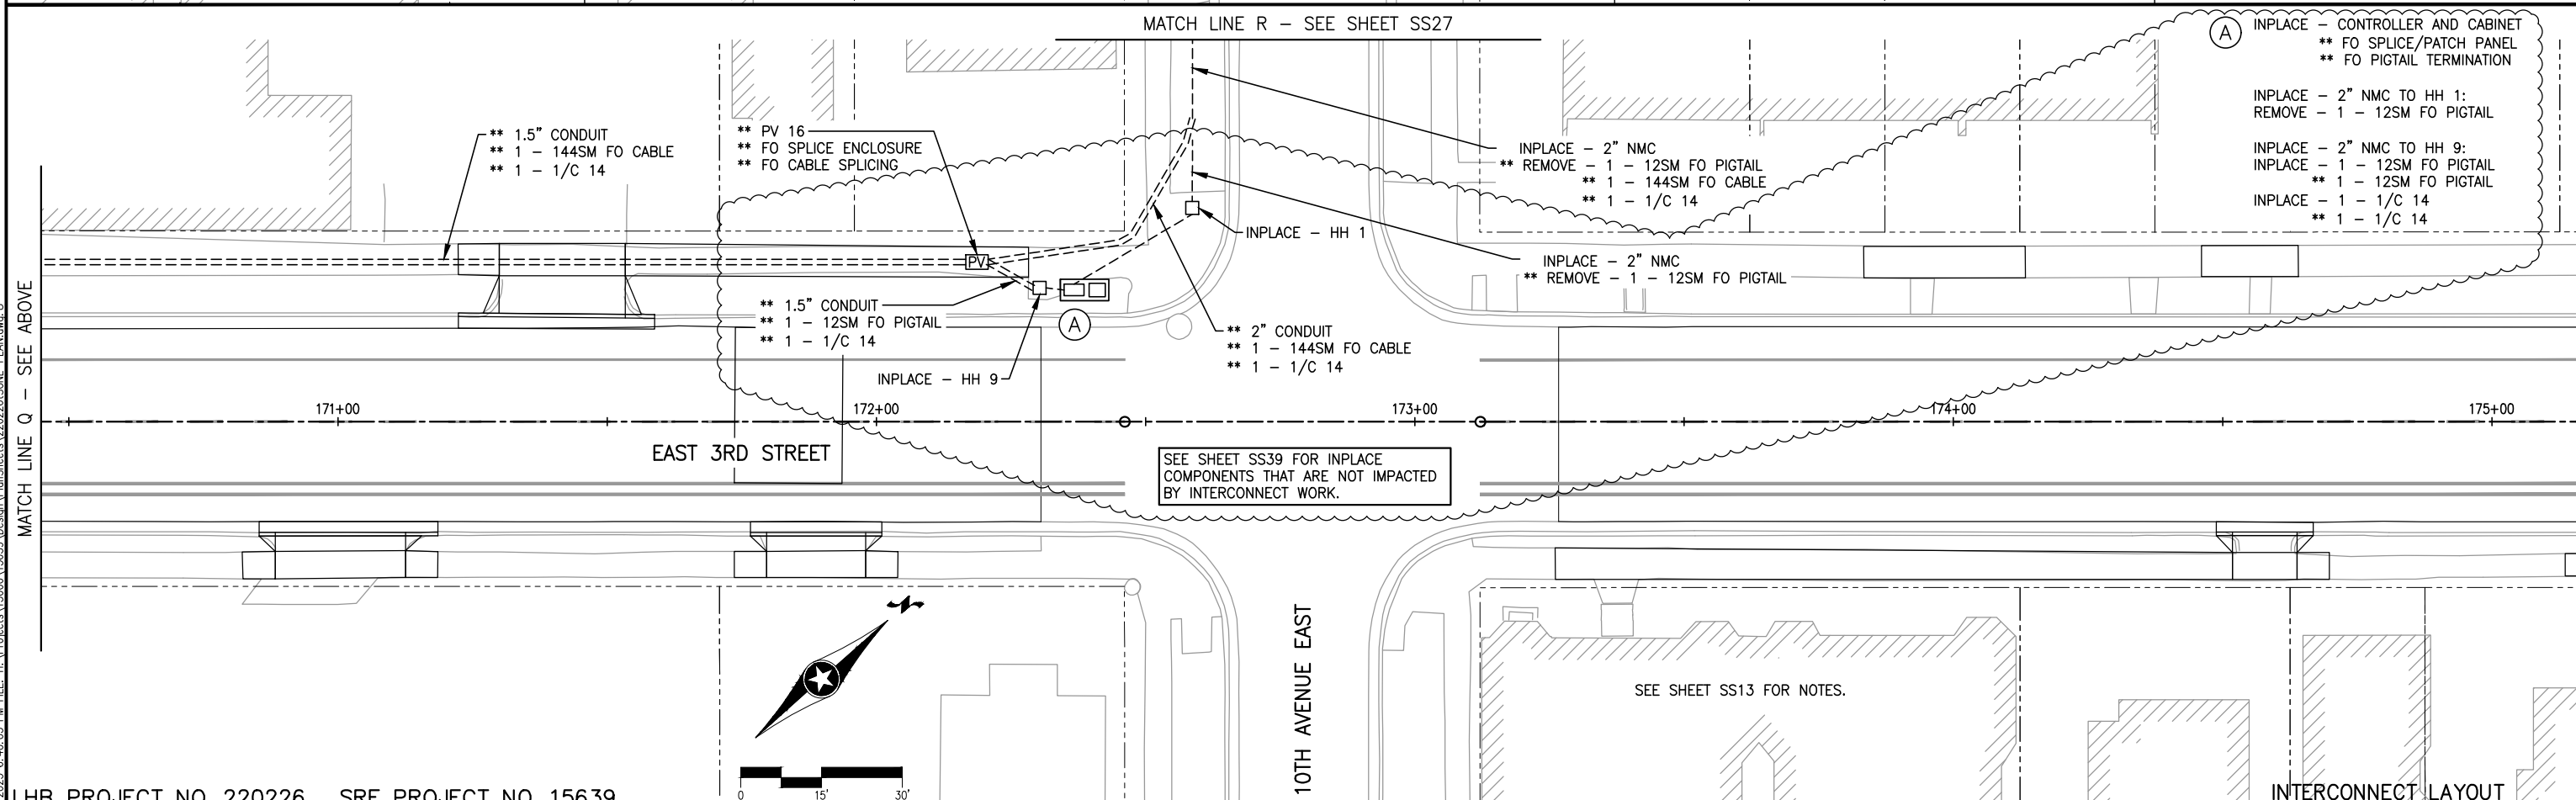 MATCH LINE R – SEE SHEET SS27
A
INPLACE – CONTROLLER AND CABINET
** FO SPLICE/PATCH PANEL
** FO PIGTAIL TERMINATION
INPLACE – 2" NMC TO HH 1:
REMOVE – 1 – 12SM FO PIGTAIL
INPLACE – 2" NMC TO HH 9:
INPLACE – 1 – 12SM FO PIGTAIL
** 1 – 12SM FO PIGTAIL
INPLACE – 1 – 1/C 14
** 1 – 1/C 14
** 1.5" CONDUIT
** 1 – 144SM FO CABLE
** 1 – 1/C 14
** PV 16
** FO SPLICE ENCLOSURE
** FO CABLE SPLICING
INPLACE – 2" NMC
** REMOVE – 1 – 12SM FO PIGTAIL
** 1 – 144SM FO CABLE
** 1 – 1/C 14
INPLACE – HH 1
PV
INPLACE – 2" NMC
** REMOVE – 1 – 12SM FO PIGTAIL
** 1.5" CONDUIT
** 1 – 12SM FO PIGTAIL
** 1 – 1/C 14
A
** 2" CONDUIT
** 1 – 144SM FO CABLE
** 1 – 1/C 14
INPLACE – HH 9
MATCH LINE Q – SEE ABOVE
171+00
172+00
173+00
174+00
175+00
EAST 3RD STREET
SEE SHEET SS39 FOR INPLACE
COMPONENTS THAT ARE NOT IMPACTED
BY INTERCONNECT WORK.
N
10TH AVENUE EAST
SEE SHEET SS13 FOR NOTES.
0 15' 30'
LHB PROJECT NO. 220226 SRF PROJECT NO. 15639
INTERCONNECT LAYOUT